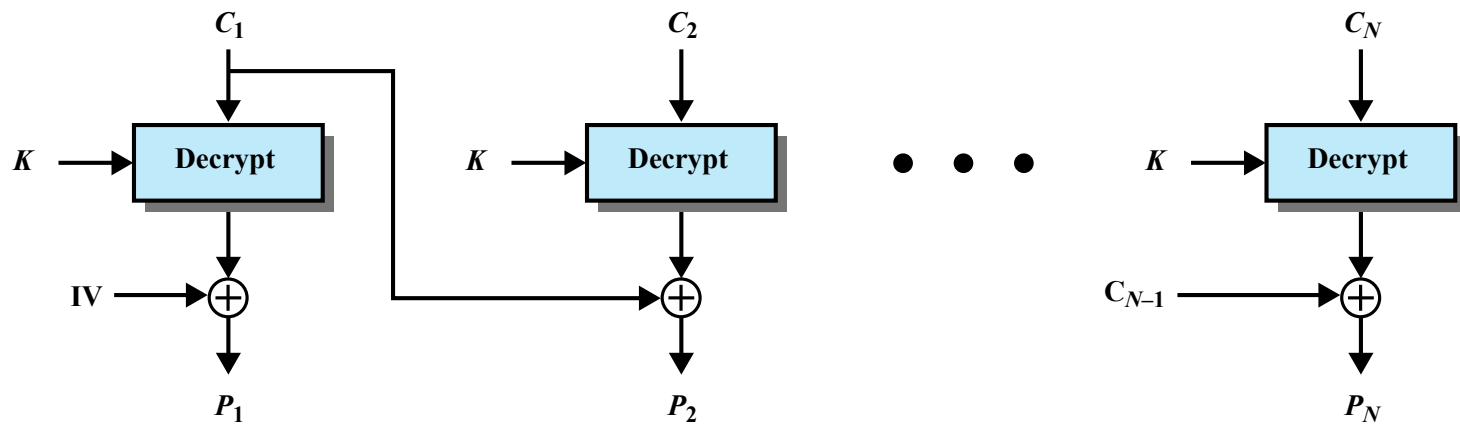 C1 C2 CN
K Decrypt K Decrypt K Decrypt
IV CN–1
P1 P2 PN